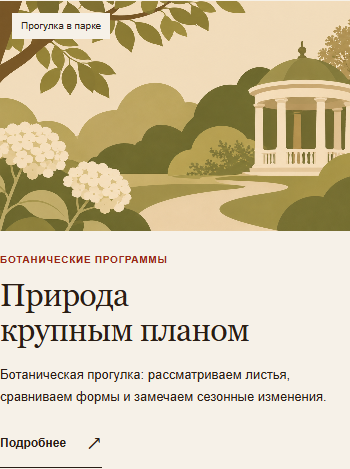 Прогулка в парке
БОТАНИЧЕСКИЕ ПРОГРАММЫ
Природа
крупным планом
Ботаническая прогулка: рассматриваем листья,
сравниваем формы и замечаем сезонные изменения.
Подробнее ↗